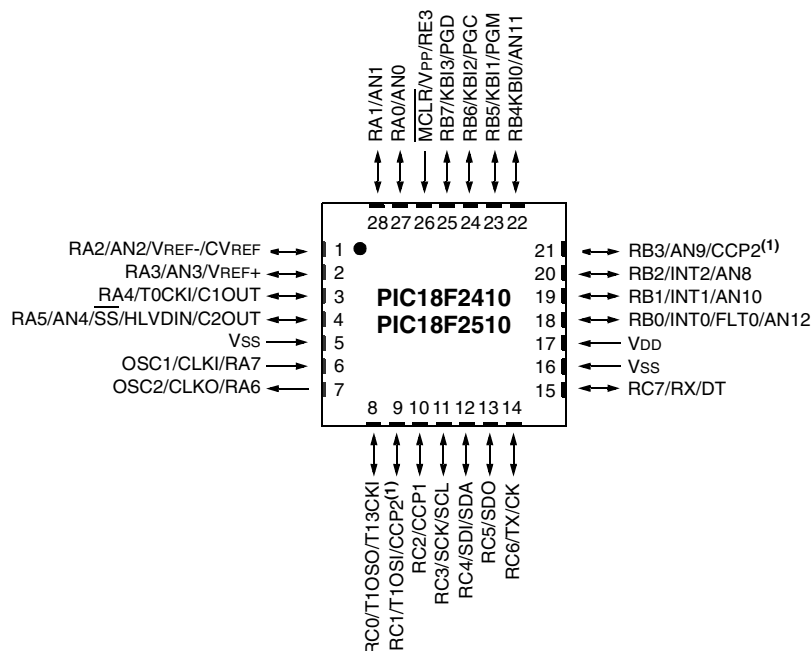 RA1/AN1
RA0/AN0
MCLR/VPP/RE3
RB7/KBI3/PGD
RB6/KBI2/PGC
RB5/KBI1/PGM
RB4KBI0/AN11
28 27 26 25 24 23 22
RA2/AN2/VREF-/CVREF 1
RA3/AN3/VREF+ 2
RA4/T0CKI/C1OUT 3
RA5/AN4/SS/HLVDIN/C2OUT 4
VSS 5
OSC1/CLKI/RA7 6
OSC2/CLKO/RA6 7
PIC18F2410
PIC18F2510
21 RB3/AN9/CCP2(1)
20 RB2/INT2/AN8
19 RB1/INT1/AN10
18 RB0/INT0/FLT0/AN12
17 VDD
16 VSS
15 RC7/RX/DT
8 9 10 11 12 13 14
RC0/T1OSO/T13CKI
RC1/T1OSI/CCP2(1)
RC2/CCP1
RC3/SCK/SCL
RC4/SDI/SDA
RC5/SDO
RC6/TX/CK